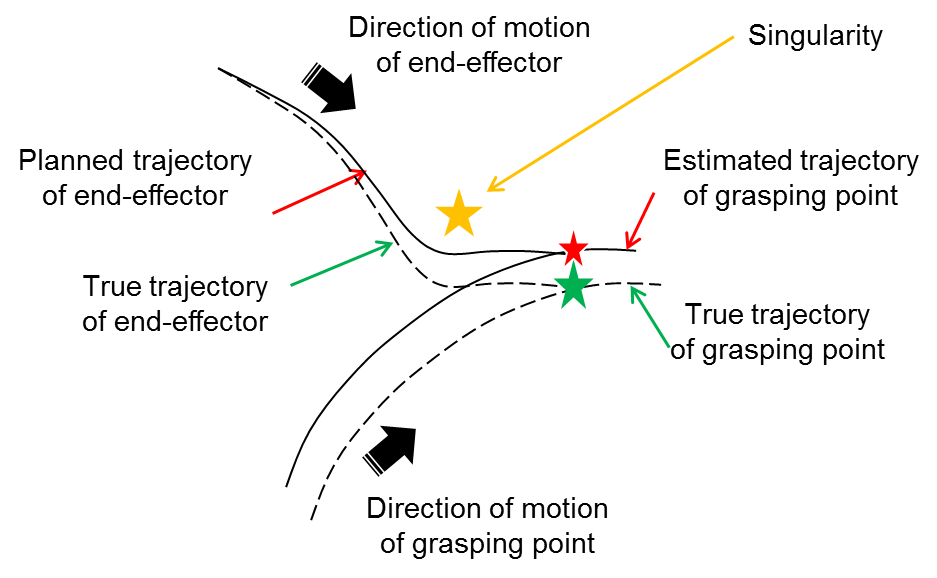 Direction of motion
of end-effector
Singularity
Planned trajectory
of end-effector
Estimated trajectory
of grasping point
True trajectory
of end-effector
True trajectory
of grasping point
Direction of motion
of grasping point